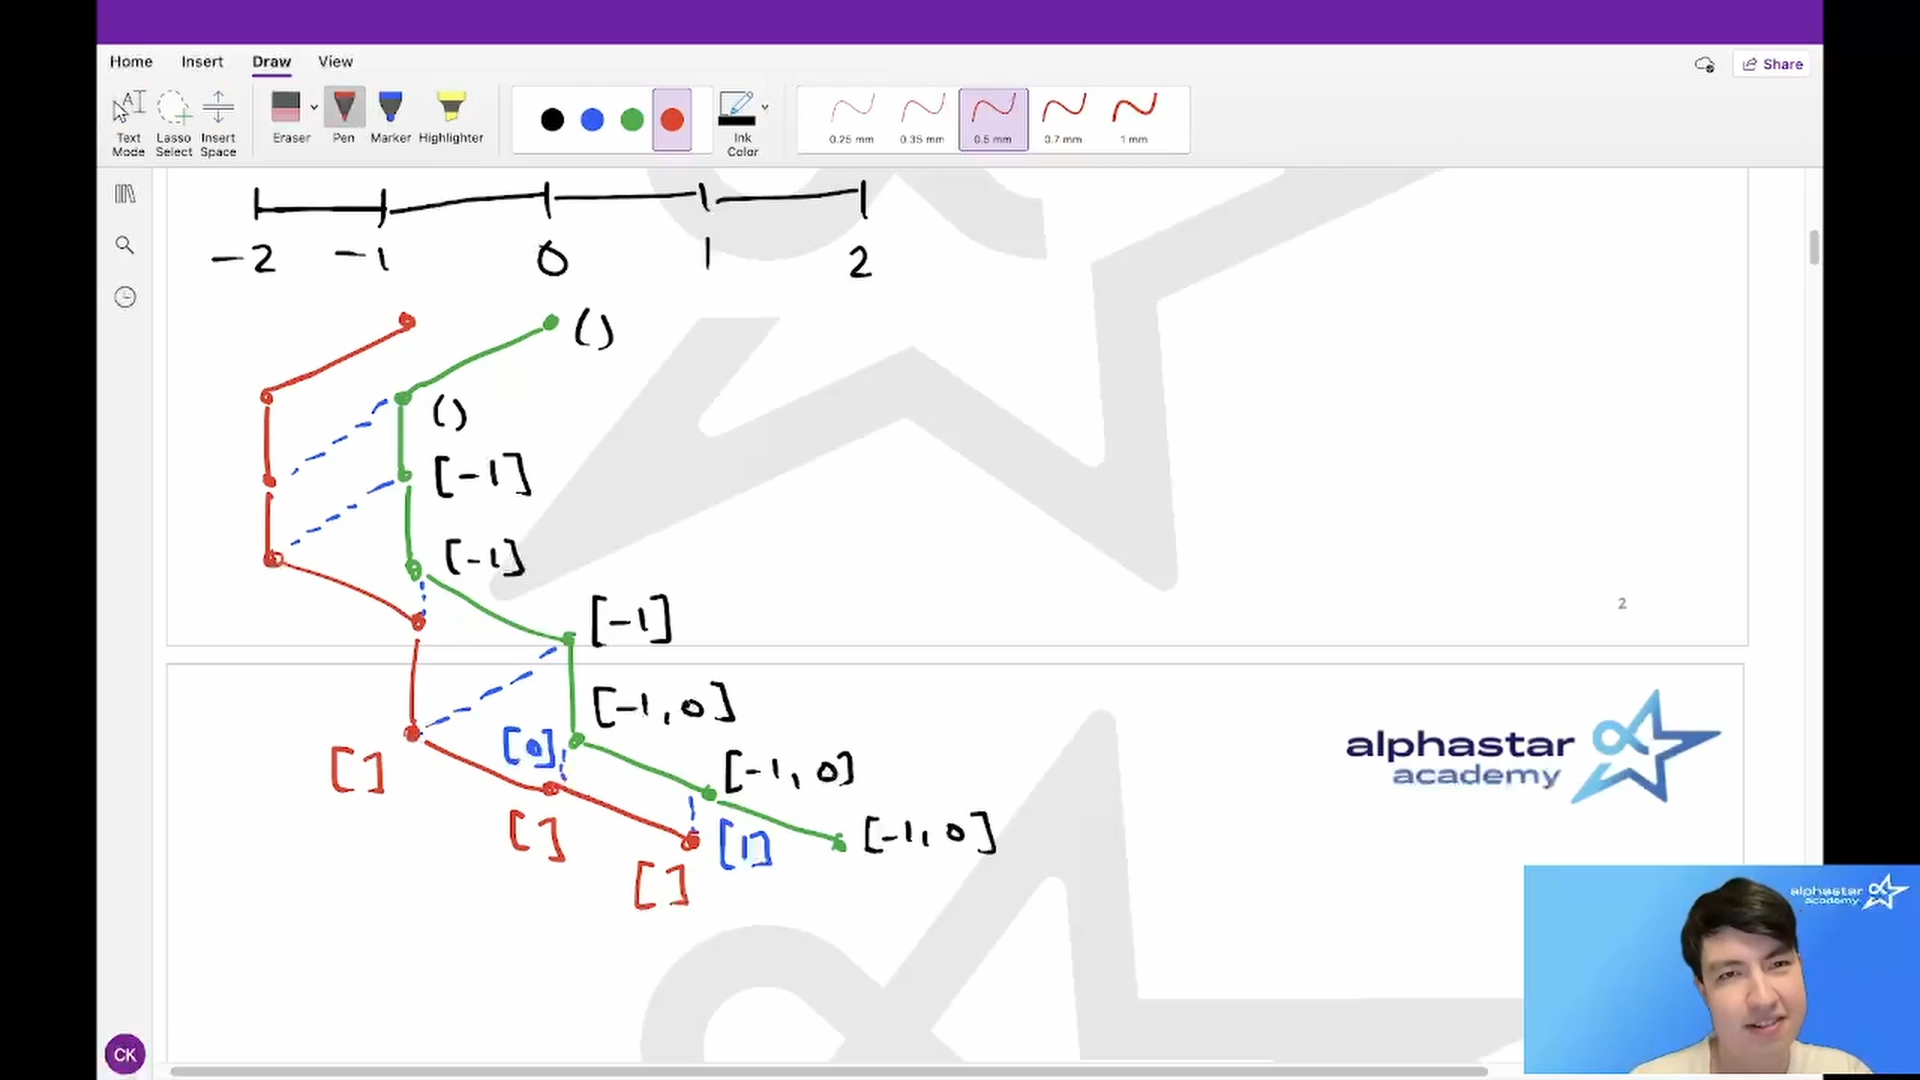 Home Insert Draw View
Share
Text Mode
Lasso Select
Insert Space
Eraser
Pen
Marker
Highlighter
Ink Color
0.25 mm
0.35 mm
0.5 mm
0.7 mm
1 mm
-2 -1 0 1 2
()
()
[-1]
[-1]
[-1]
2
[-1, 0]
[0]
[-1, 0]
[]
[]
[1]
[-1, 0]
[]
alphastar
academy
alphastar
academy
CK